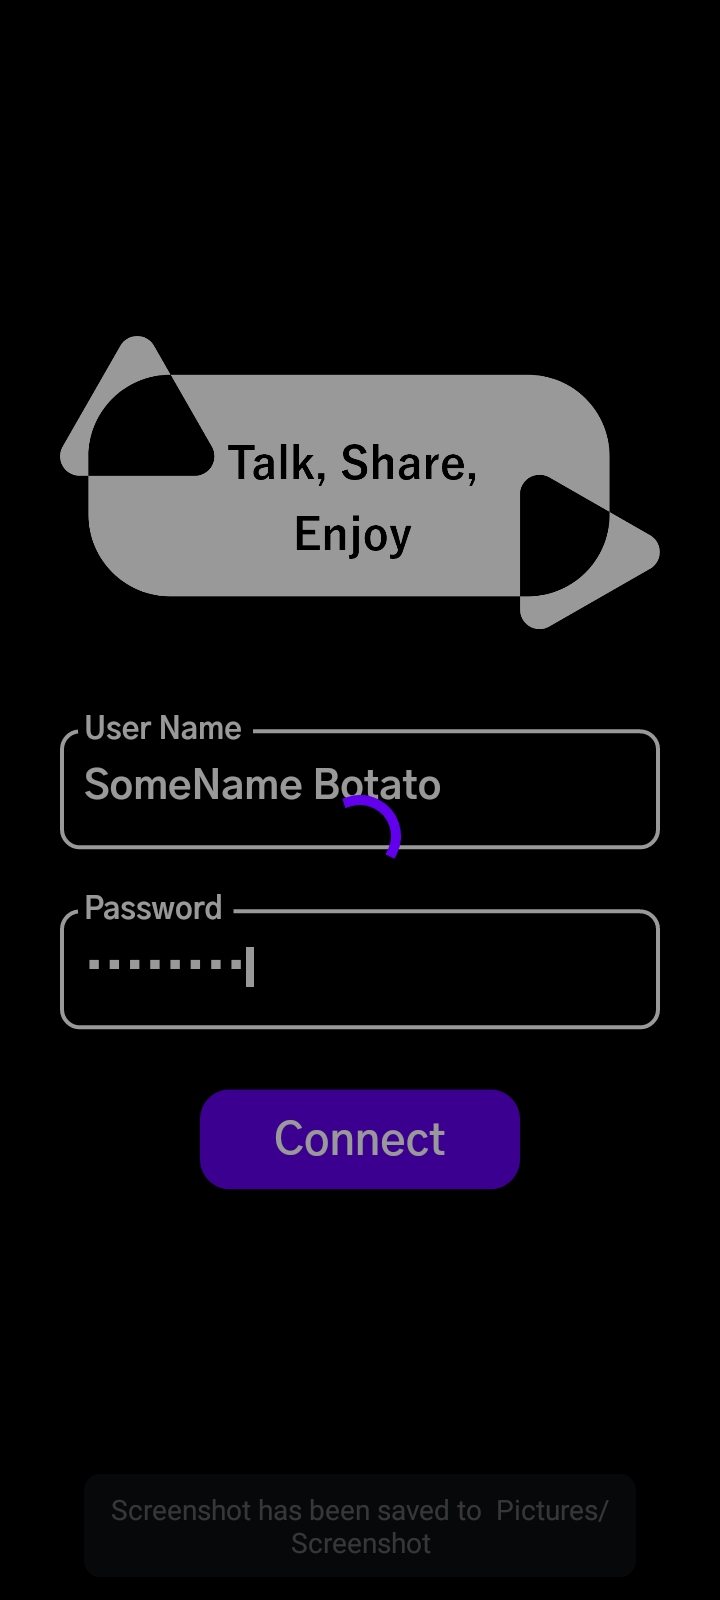 Talk, Share,
Enjoy
User Name
SomeName Botato
Password
Connect
Screenshot has been saved to  Pictures/
Screenshot